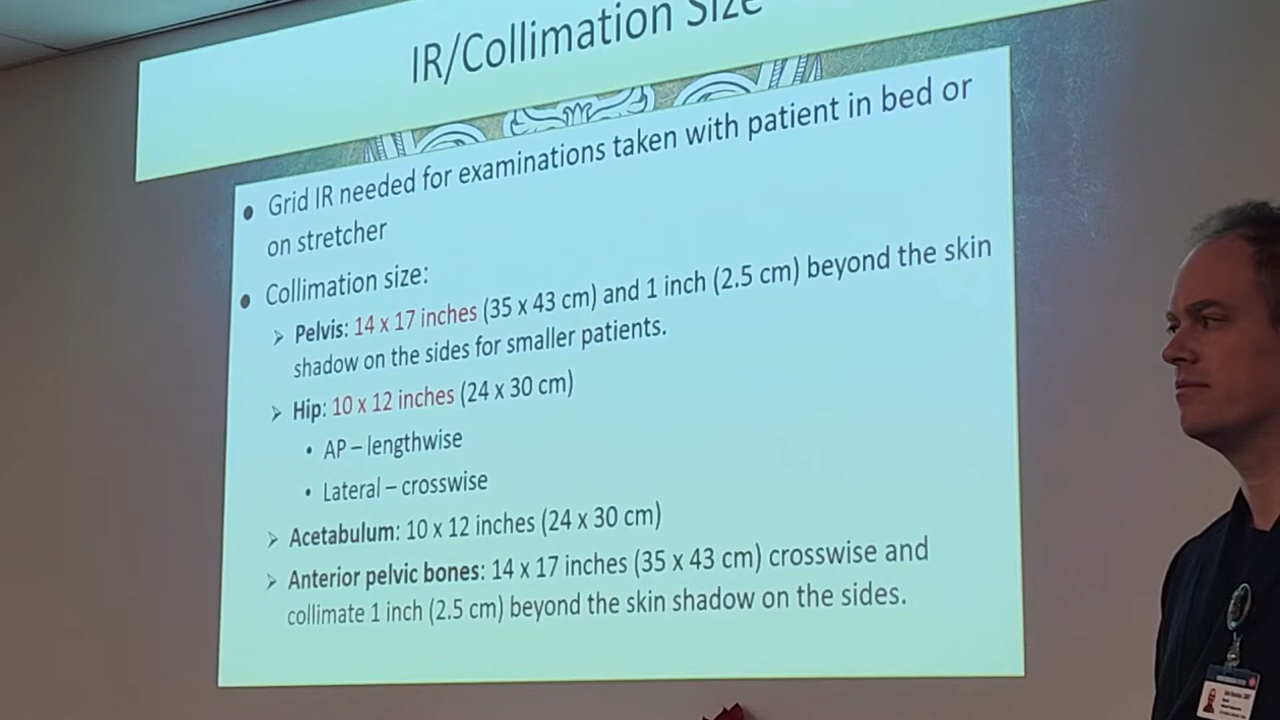 IR/Collimation Size
• Grid IR needed for examinations taken with patient in bed or
on stretcher
• Collimation size:
➢ Pelvis: 14 x 17 inches (35 x 43 cm) and 1 inch (2.5 cm) beyond the skin
shadow on the sides for smaller patients.
➢ Hip: 10 x 12 inches (24 x 30 cm)
• AP – lengthwise
• Lateral – crosswise
➢ Acetabulum: 10 x 12 inches (24 x 30 cm)
➢ Anterior pelvic bones: 14 x 17 inches (35 x 43 cm) crosswise and
collimate 1 inch (2.5 cm) beyond the skin shadow on the sides.